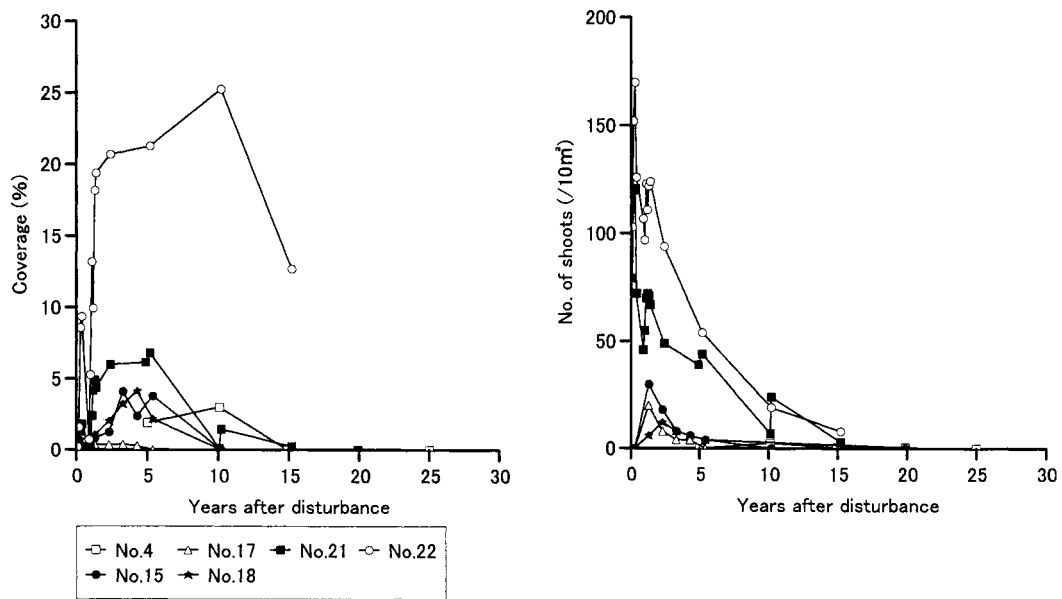 30
25
20
15
10
5
0
Coverage (%)
0 5 10 15 20 25 30
Years after disturbance
200
150
100
50
0
No. of shoots (/10㎡)
0 5 10 15 20 25 30
Years after disturbance
No.4 No.17 No.21 No.22
No.15 No.18